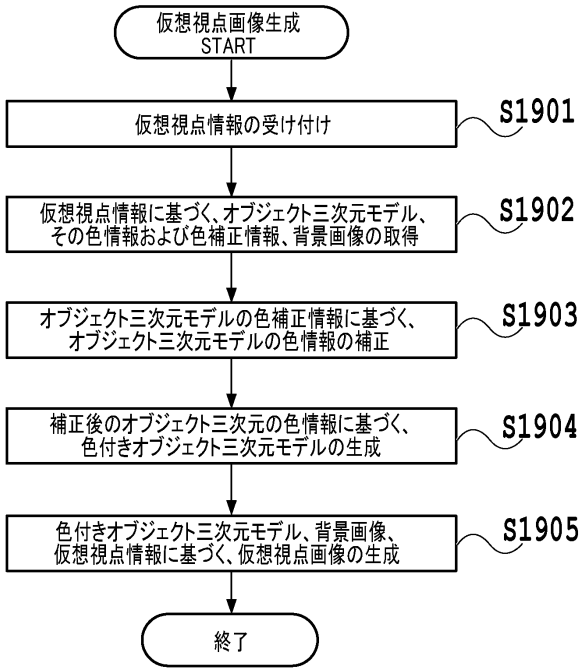 仮想視点画像生成
START
仮想視点情報の受け付け
S1901
仮想視点情報に基づく、オブジェクト三次元モデル、
その色情報および色補正情報、背景画像の取得
S1902
オブジェクト三次元モデルの色補正情報に基づく、
オブジェクト三次元モデルの色情報の補正
S1903
補正後のオブジェクト三次元の色情報に基づく、
色付きオブジェクト三次元モデルの生成
S1904
色付きオブジェクト三次元モデル、背景画像、
仮想視点情報に基づく、仮想視点画像の生成
S1905
終了